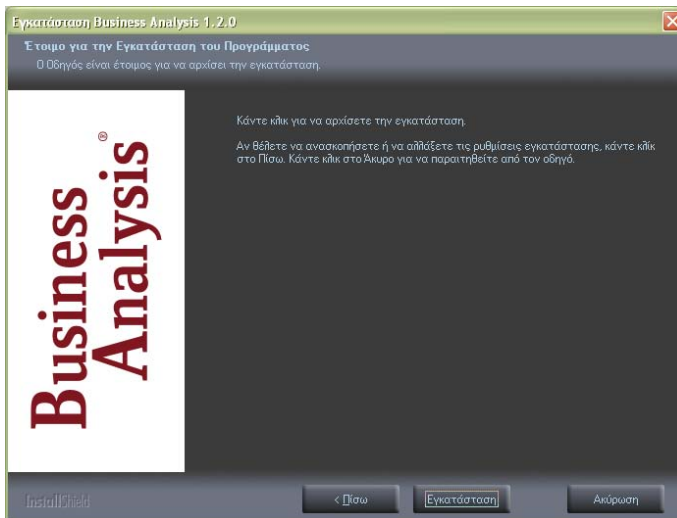 Εγκατάσταση Business Analysis 1.2.0
Έτοιμο για την Εγκατάσταση του Προγράμματος
Ο Οδηγός είναι έτοιμος για να αρχίσει την εγκατάσταση.
Κάντε κλικ για να αρχίσετε την εγκατάσταση.
Αν θέλετε να ανασκοπήσετε ή να αλλάξετε τις ρυθμίσεις εγκατάστασης, κάντε κλίκ
στο Πίσω. Κάντε κλικ στο Άκυρο για να παραιτηθείτε από τον οδηγό.
Business
Analysis®
InstallShield
< Πίσω
Εγκατάσταση
Ακύρωση